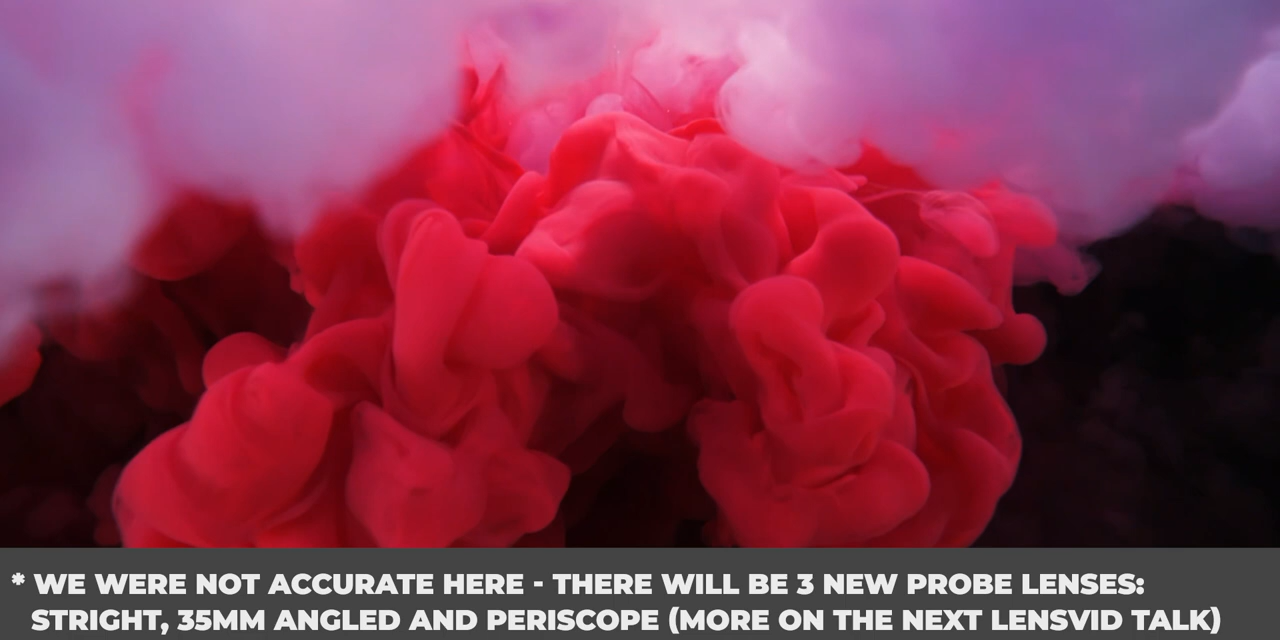 * WE WERE NOT ACCURATE HERE - THERE WILL BE 3 NEW PROBE LENSES:
STRIGHT, 35MM ANGLED AND PERISCOPE (MORE ON THE NEXT LENSVID TALK)